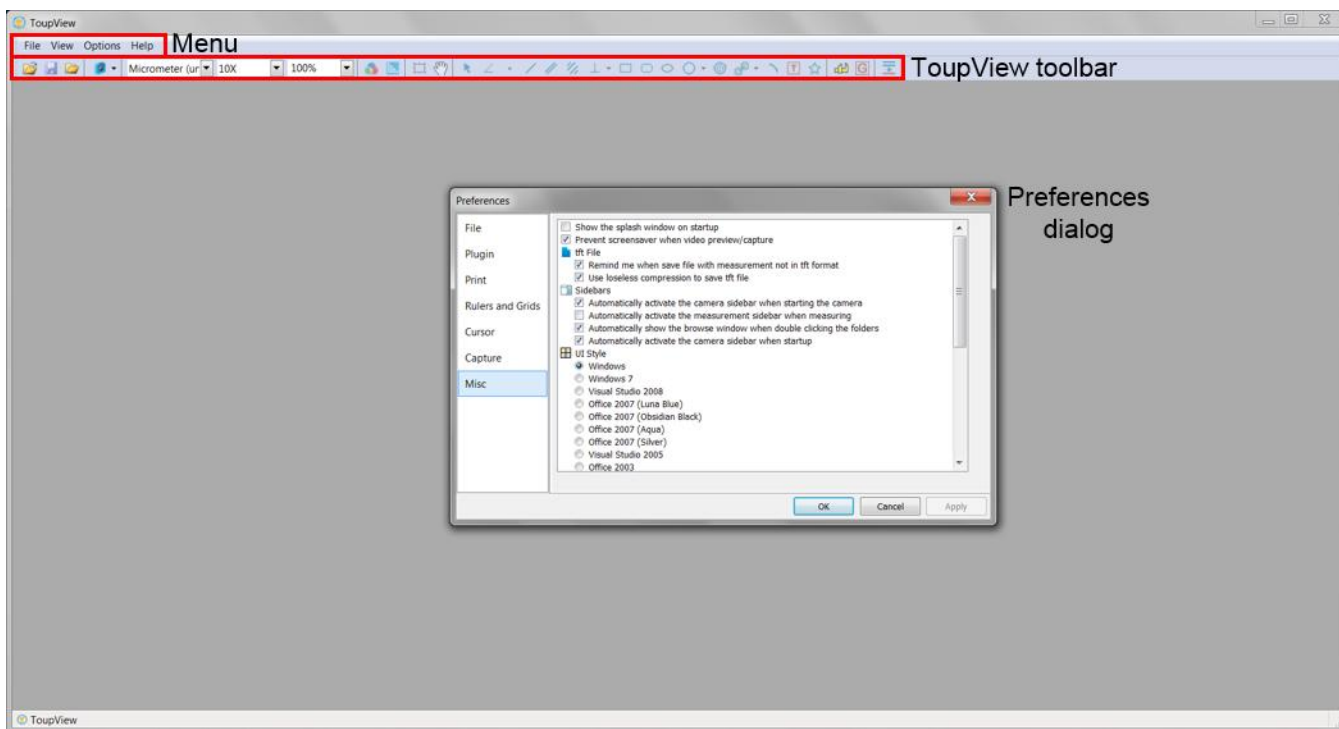 ToupView
File View Options Help Menu
Micrometer (ur 10X 100% ToupView toolbar
Preferences
Preferences dialog
File
Plugin
Print
Rulers and Grids
Cursor
Capture
Misc
Show the splash window on startup
Prevent screensaver when video preview/capture
tft File
Remind me when save file with measurement not in tft format
Use loseless compression to save tft file
Sidebars
Automatically activate the camera sidebar when starting the camera
Automatically activate the measurement sidebar when measuring
Automatically show the browse window when double clicking the folders
Automatically activate the camera sidebar when startup
UI Style
Windows
Windows 7
Visual Studio 2008
Office 2007 (Luna Blue)
Office 2007 (Obsidian Black)
Office 2007 (Aqua)
Office 2007 (Silver)
Visual Studio 2005
Office 2003
OK Cancel Apply
ToupView